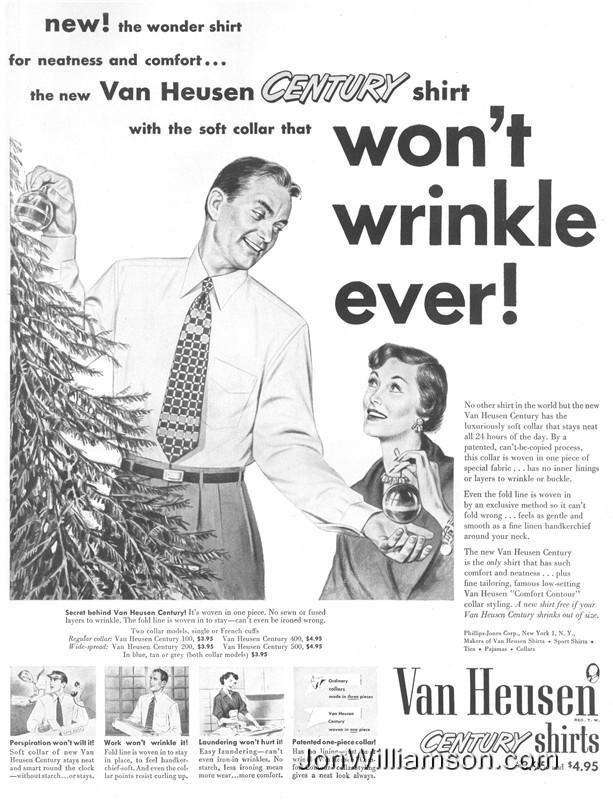 new! the wonder shirt
for neatness and comfort...
the new Van Heusen CENTURY shirt
with the soft collar that
won't
wrinkle
ever!
No other shirt in the world but the new
Van Heusen Century has the
luxuriously soft collar that stays neat
all 24 hours of the day. By a
patented, can't-be-copied process,
this collar is woven in one piece of
special fabric . . . has no inner linings
or layers to wrinkle or buckle.
Even the fold line is woven in
by an exclusive method so it can't
fold wrong . . . feels as gentle and
smooth as a fine linen handkerchief
around your neck.
The new Van Heusen Century
is the only shirt that has such
comfort and neatness . . . plus
fine tailoring, famous low-setting
Van Heusen "Comfort Contour"
collar styling. A new shirt free if your
Van Heusen Century shrinks out of size.
Phillips-Jones Corp., New York 1, N. Y.,
Makers of Van Heusen Shirts • Sport Shirts •
Ties • Pajamas • Collars
Secret behind Van Heusen Century! It's woven in one piece. No sewn or fused
layers to wrinkle. The fold line is woven in to stay—can't even be ironed wrong.
Two collar models, single or French cuffs
Regular collar: Van Heusen Century 100, $3.95 Van Heusen Century 400, $4.95
Wide-spread: Van Heusen Century 200, $3.95 Van Heusen Century 500, $4.95
In blue, tan or grey (both collar models) $3.95
Perspiration won't wilt it!
Soft collar of new Van
Heusen Century stays neat
and smart round the clock
—without starch...or stays.
Work won't wrinkle it!
Fold line is woven in to stay
in place, to feel handker-
chief-soft. And even the col-
lar points resist curling up.
Laundering won't hurt it!
Easy laundering—can't
even iron-in wrinkles. No
starch, less ironing mean
more wear...more comfort.
Ordinary
collars
made in three pieces
Van Heusen
Century
woven in one piece
Patented one-piece collar!
Has no lining
gives a neat look always.
Van Heusen
REG. T. M.
CENTURY shirts
$3.95 and $4.95
JonWilliamson.com